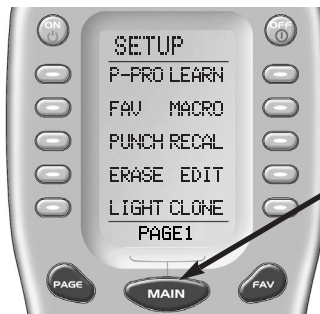 ON OFF
SETUP
P-PRO LEARN
FAV MACRO
PUNCH RECAL
ERASE EDIT
LIGHT CLONE
PAGE1
PAGE MAIN FAV